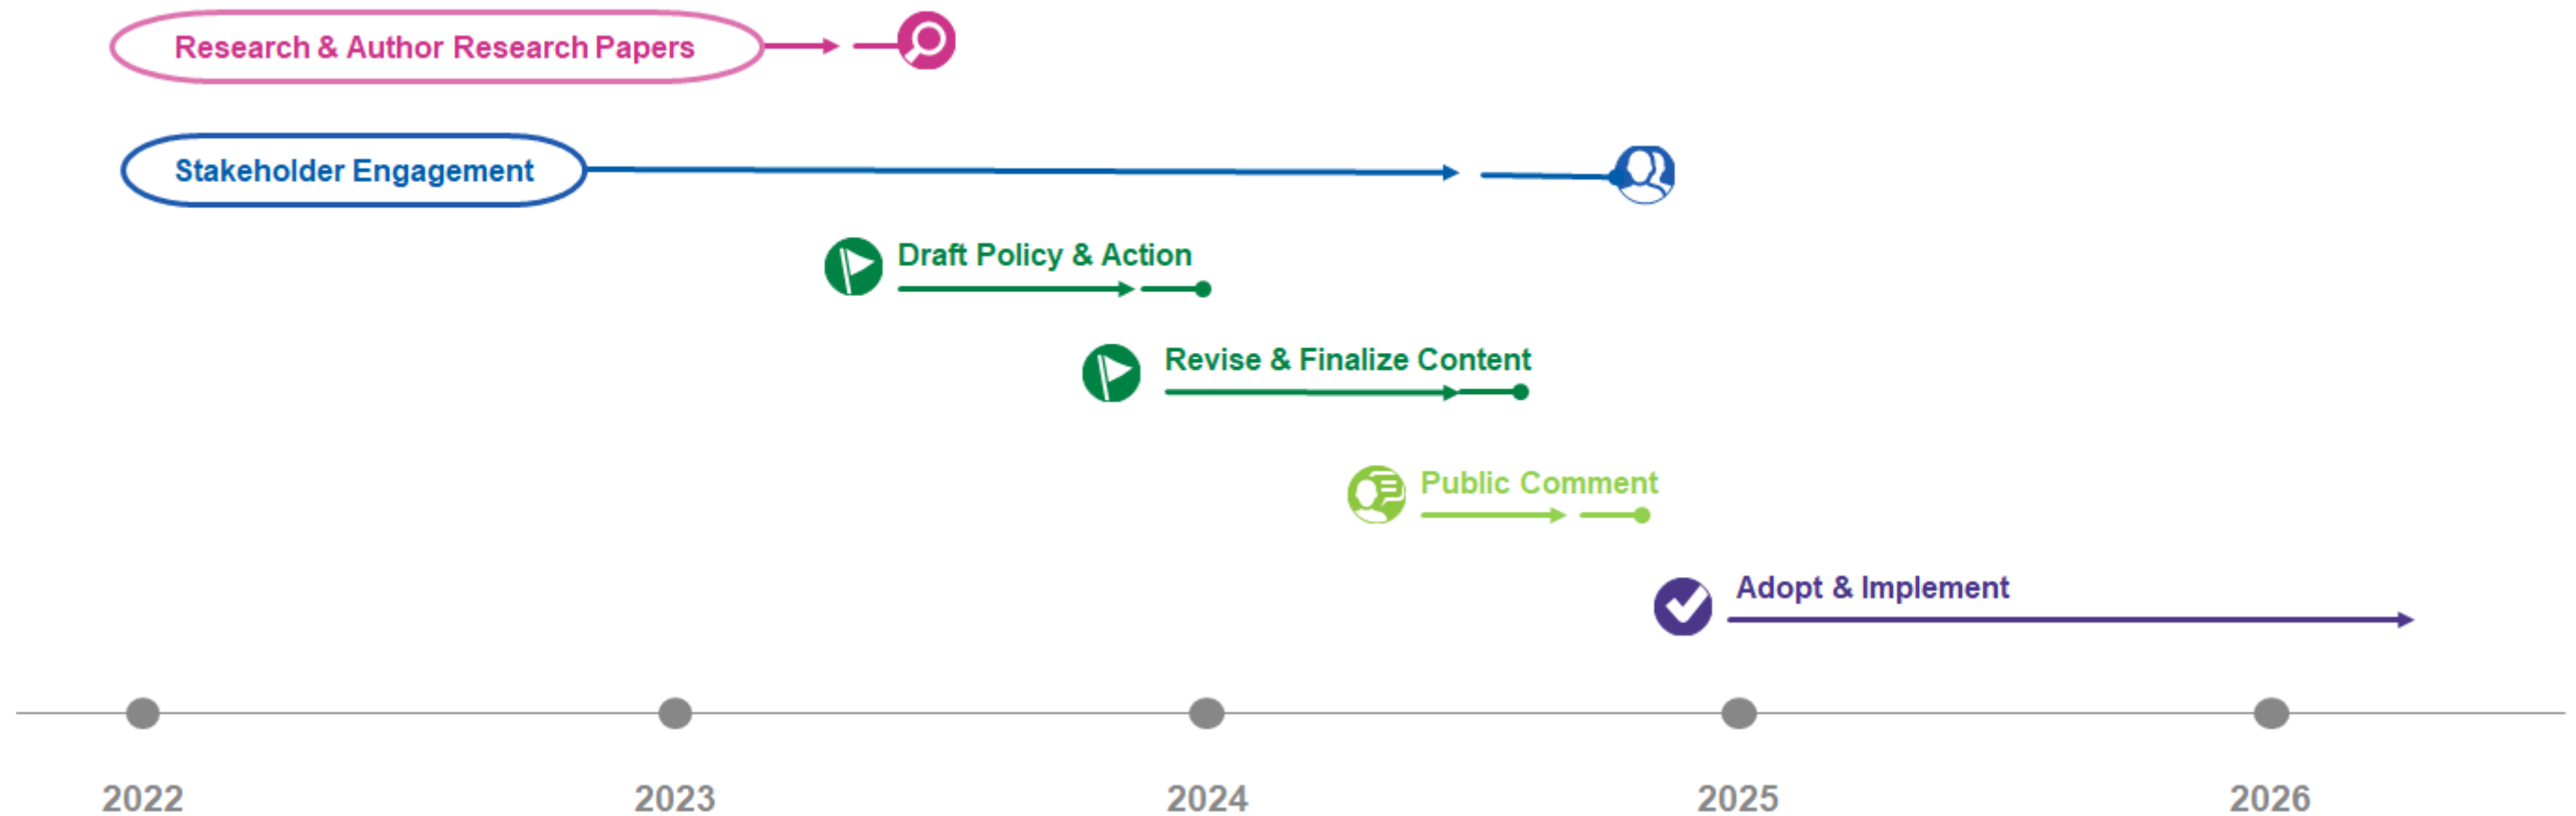 Research & Author Research Papers
Stakeholder Engagement
Draft Policy & Action
Revise & Finalize Content
Public Comment
Adopt & Implement
2022
2023
2024
2025
2026